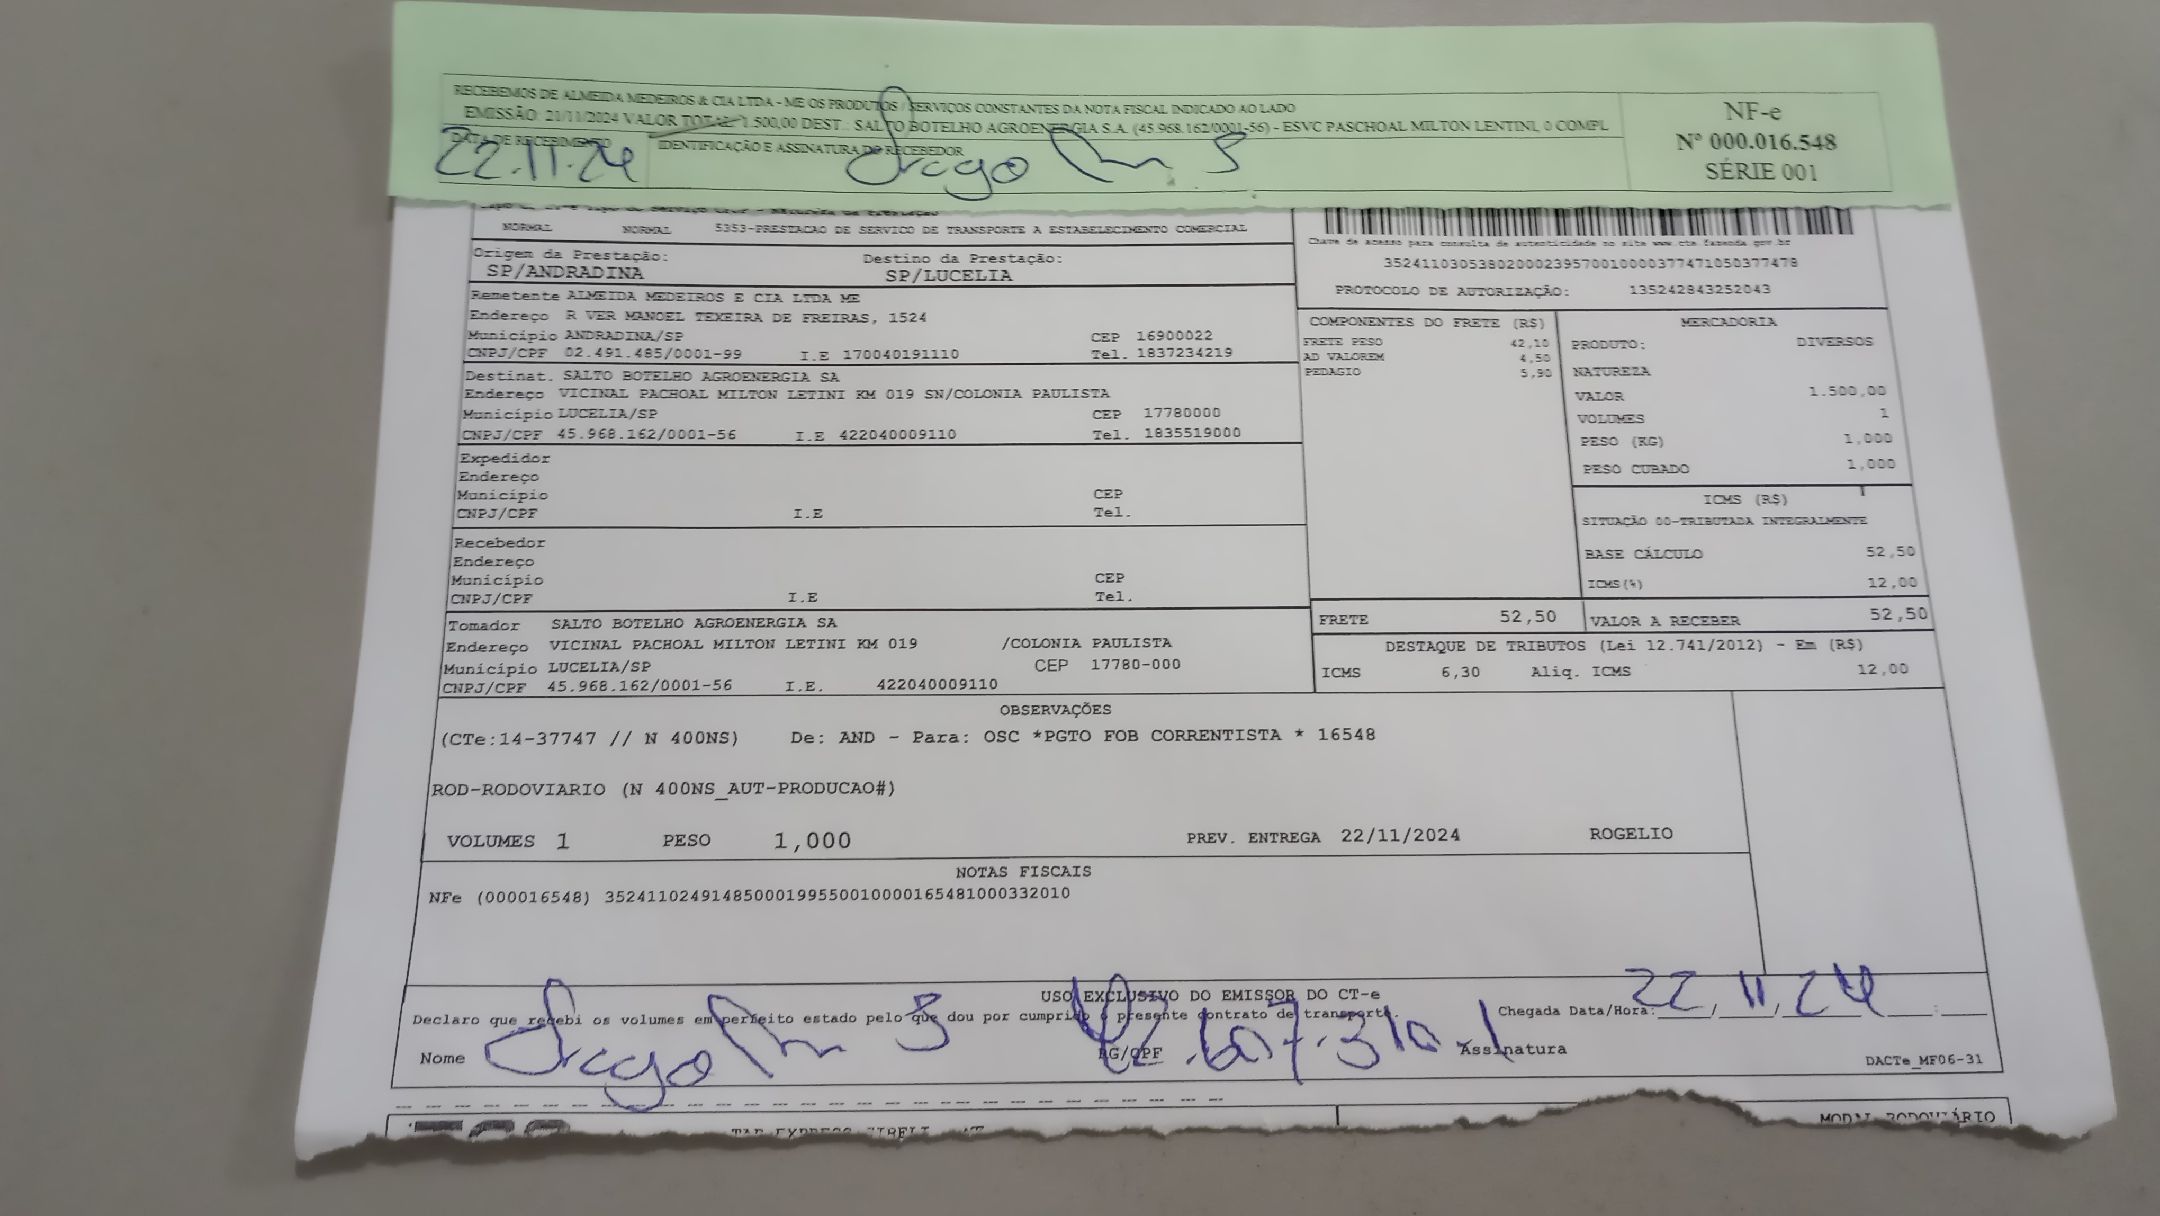 RECEBEMOS DE ALMEIDA MEDEIROS & CIA LTDA - ME OS PRODUTOS / SERVIÇOS CONSTANTES DA NOTA FISCAL INDICADO AO LADO
EMISSÃO: 21/11/2024 VALOR TOTAL: 1.500,00 DEST.: SALTO BOTELHO AGROENERGIA S.A. (45.968.162/0001-56) - ESVC PASCHOAL MILTON LENTINI, 0 COMPL
DATA DE RECEBIMENTO IDENTIFICAÇÃO E ASSINATURA DO RECEBEDOR
22.11.24
NF-e
Nº 000.016.548
SÉRIE 001
NORMAL NORMAL 5353-PRESTACAO DE SERVICO DE TRANSPORTE A ESTABELECIMENTO COMERCIAL
Origem da Prestação: Destino da Prestação:
SP/ANDRADINA SP/LUCELIA
Chave de acesso para consulta de autenticidade no site www.cte.fazenda.gov.br
35241103053802000239570010000377471050377478
PROTOCOLO DE AUTORIZAÇÃO: 135242843252043
Remetente ALMEIDA MEDEIROS E CIA LTDA ME
Endereço R VER MANOEL TEXEIRA DE FREIRAS, 1524
Município ANDRADINA/SP CEP 16900022
CNPJ/CPF 02.491.485/0001-99 I.E 170040191110 Tel. 1837234219
Destinat. SALTO BOTELHO AGROENERGIA SA
Endereço VICINAL PACHOAL MILTON LETINI KM 019 SN/COLONIA PAULISTA
Município LUCELIA/SP CEP 17780000
CNPJ/CPF 45.968.162/0001-56 I.E 422040009110 Tel. 1835519000
Expedidor
Endereço
Município CEP
CNPJ/CPF I.E Tel.
Recebedor
Endereço
Município CEP
CNPJ/CPF I.E Tel.
Tomador SALTO BOTELHO AGROENERGIA SA
Endereço VICINAL PACHOAL MILTON LETINI KM 019 /COLONIA PAULISTA
Município LUCELIA/SP CEP 17780-000
CNPJ/CPF 45.968.162/0001-56 I.E. 422040009110
COMPONENTES DO FRETE (R$)
FRETE PESO 42,10
AD VALOREM 4,50
PEDAGIO 5,90
MERCADORIA
PRODUTO: DIVERSOS
NATUREZA
VALOR 1.500,00
VOLUMES 1
PESO (KG) 1,000
PESO CUBADO 1,000
ICMS (R$)
SITUAÇÃO 00-TRIBUTADA INTEGRALMENTE
BASE CÁLCULO 52,50
ICMS(%) 12,00
FRETE 52,50 VALOR A RECEBER 52,50
DESTAQUE DE TRIBUTOS (Lei 12.741/2012) - Em (R$)
ICMS 6,30 Aliq. ICMS 12,00
OBSERVAÇÕES
(CTe:14-37747 // N 400NS) De: AND - Para: OSC *PGTO FOB CORRENTISTA * 16548
ROD-RODOVIARIO (N 400NS_AUT-PRODUCAO#)
VOLUMES 1 PESO 1,000 PREV. ENTREGA 22/11/2024 ROGELIO
NOTAS FISCAIS
NFe (000016548) 35241102491485000199550010000165481000332010
USO EXCLUSIVO DO EMISSOR DO CT-e
Declaro que recebi os volumes em perfeito estado pelo que dou por cumprido o presente contrato de transporte.
Chegada Data/Hora: 22/11/24 :
Nome RG/CPF Assinatura
DACTe_MF06-31
MODAL RODOVIÁRIO